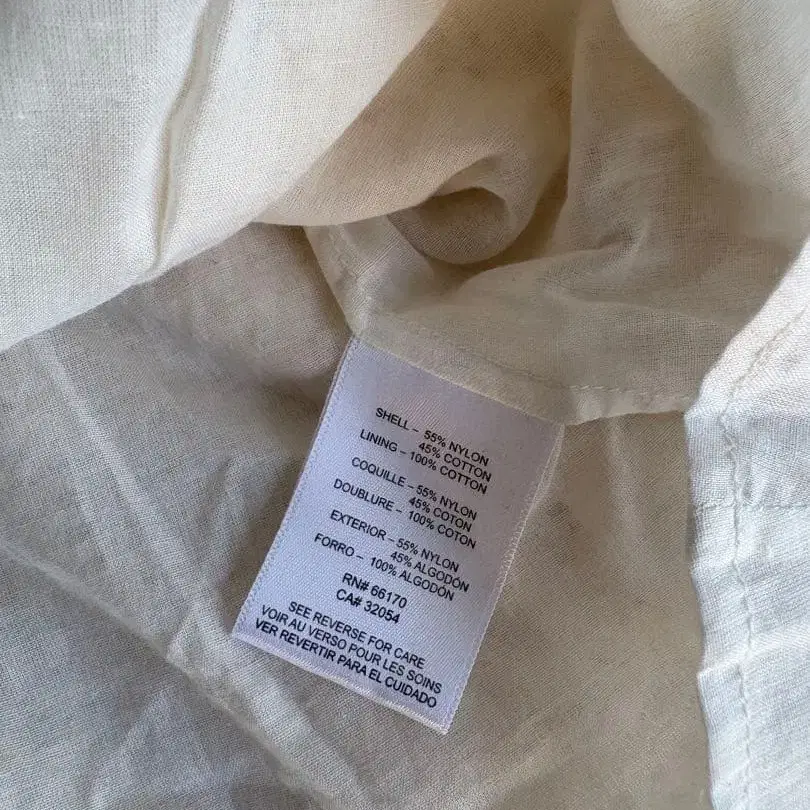 SHELL – 55% NYLON
45% COTTON
LINING – 100% COTTON
COQUILLE – 55% NYLON
45% COTON
DOUBLURE – 100% COTON
EXTERIOR – 55% NYLON
45% ALGODÓN
FORRO – 100% ALGODÓN
RN# 66170
CA# 32054
SEE REVERSE FOR CARE
VOIR AU VERSO POUR LES SOINS
VER REVERTIR PARA EL CUIDADO